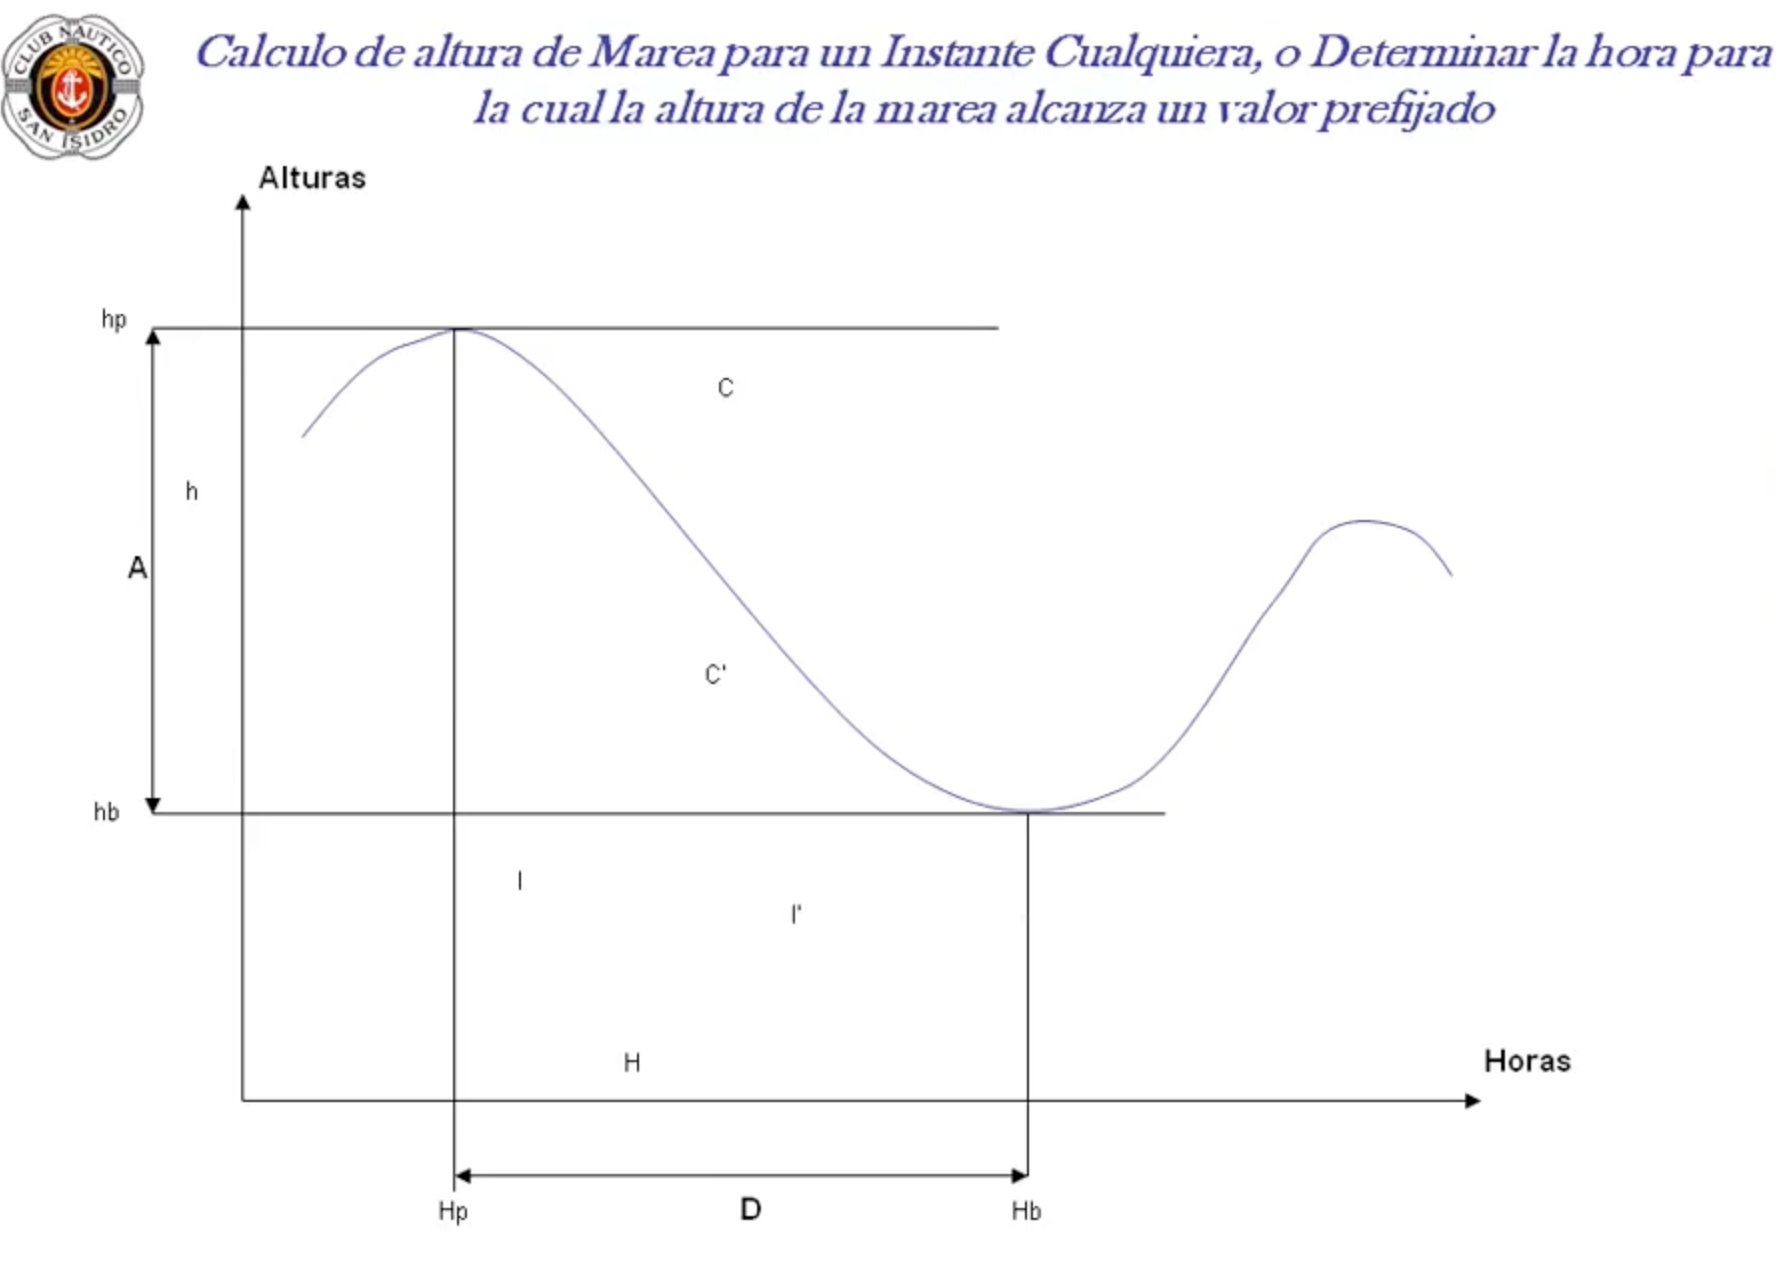 CLUB NAUTICO
SAN ISIDRO
Calculo de altura de Marea para un Instante Cualquiera, o Determinar la hora para
la cual la altura de la marea alcanza un valor prefijado
Alturas
hp
C
h
A
C'
hb
I
I'
H
Horas
Hp
D
Hb